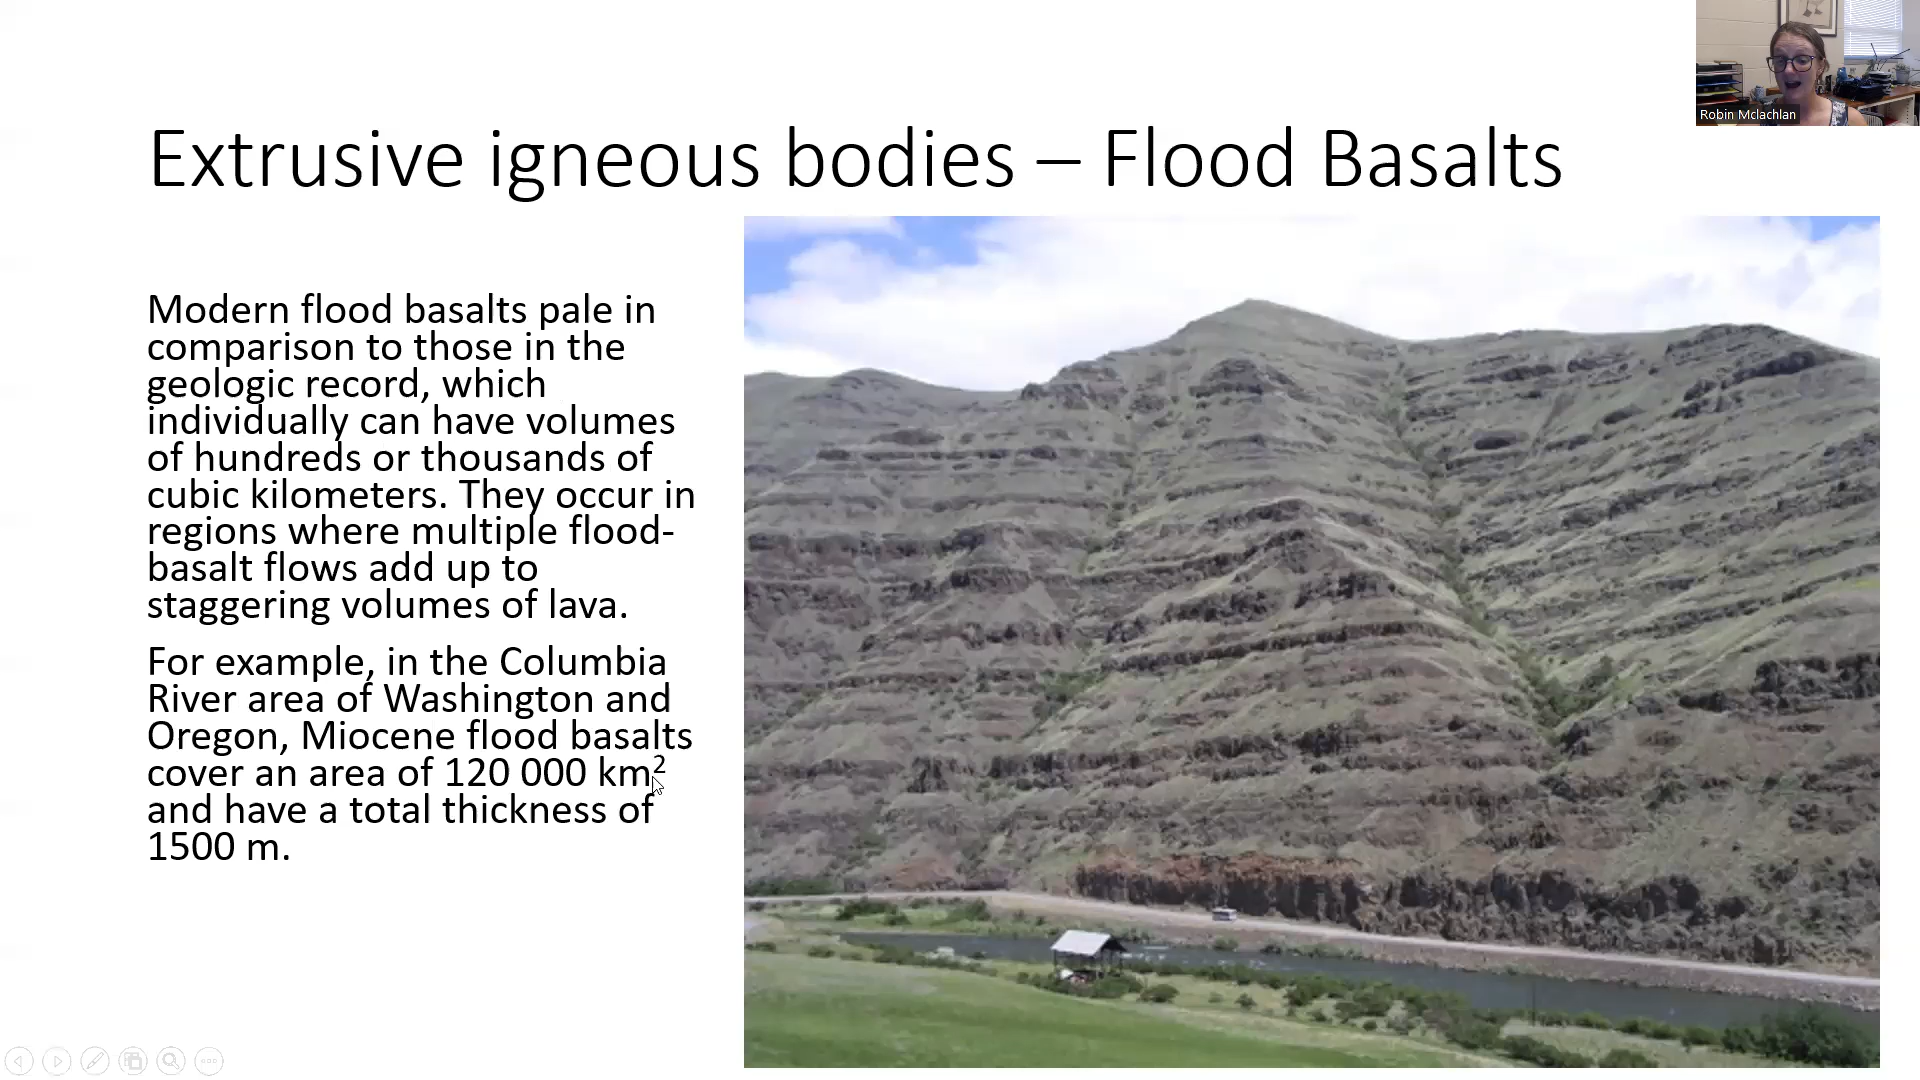 Robin Mclachlan
Extrusive igneous bodies – Flood Basalts
Modern flood basalts pale in
comparison to those in the
geologic record, which
individually can have volumes
of hundreds or thousands of
cubic kilometers. They occur in
regions where multiple flood-
basalt flows add up to
staggering volumes of lava.
For example, in the Columbia
River area of Washington and
Oregon, Miocene flood basalts
cover an area of 120 000 km²
and have a total thickness of
1500 m.